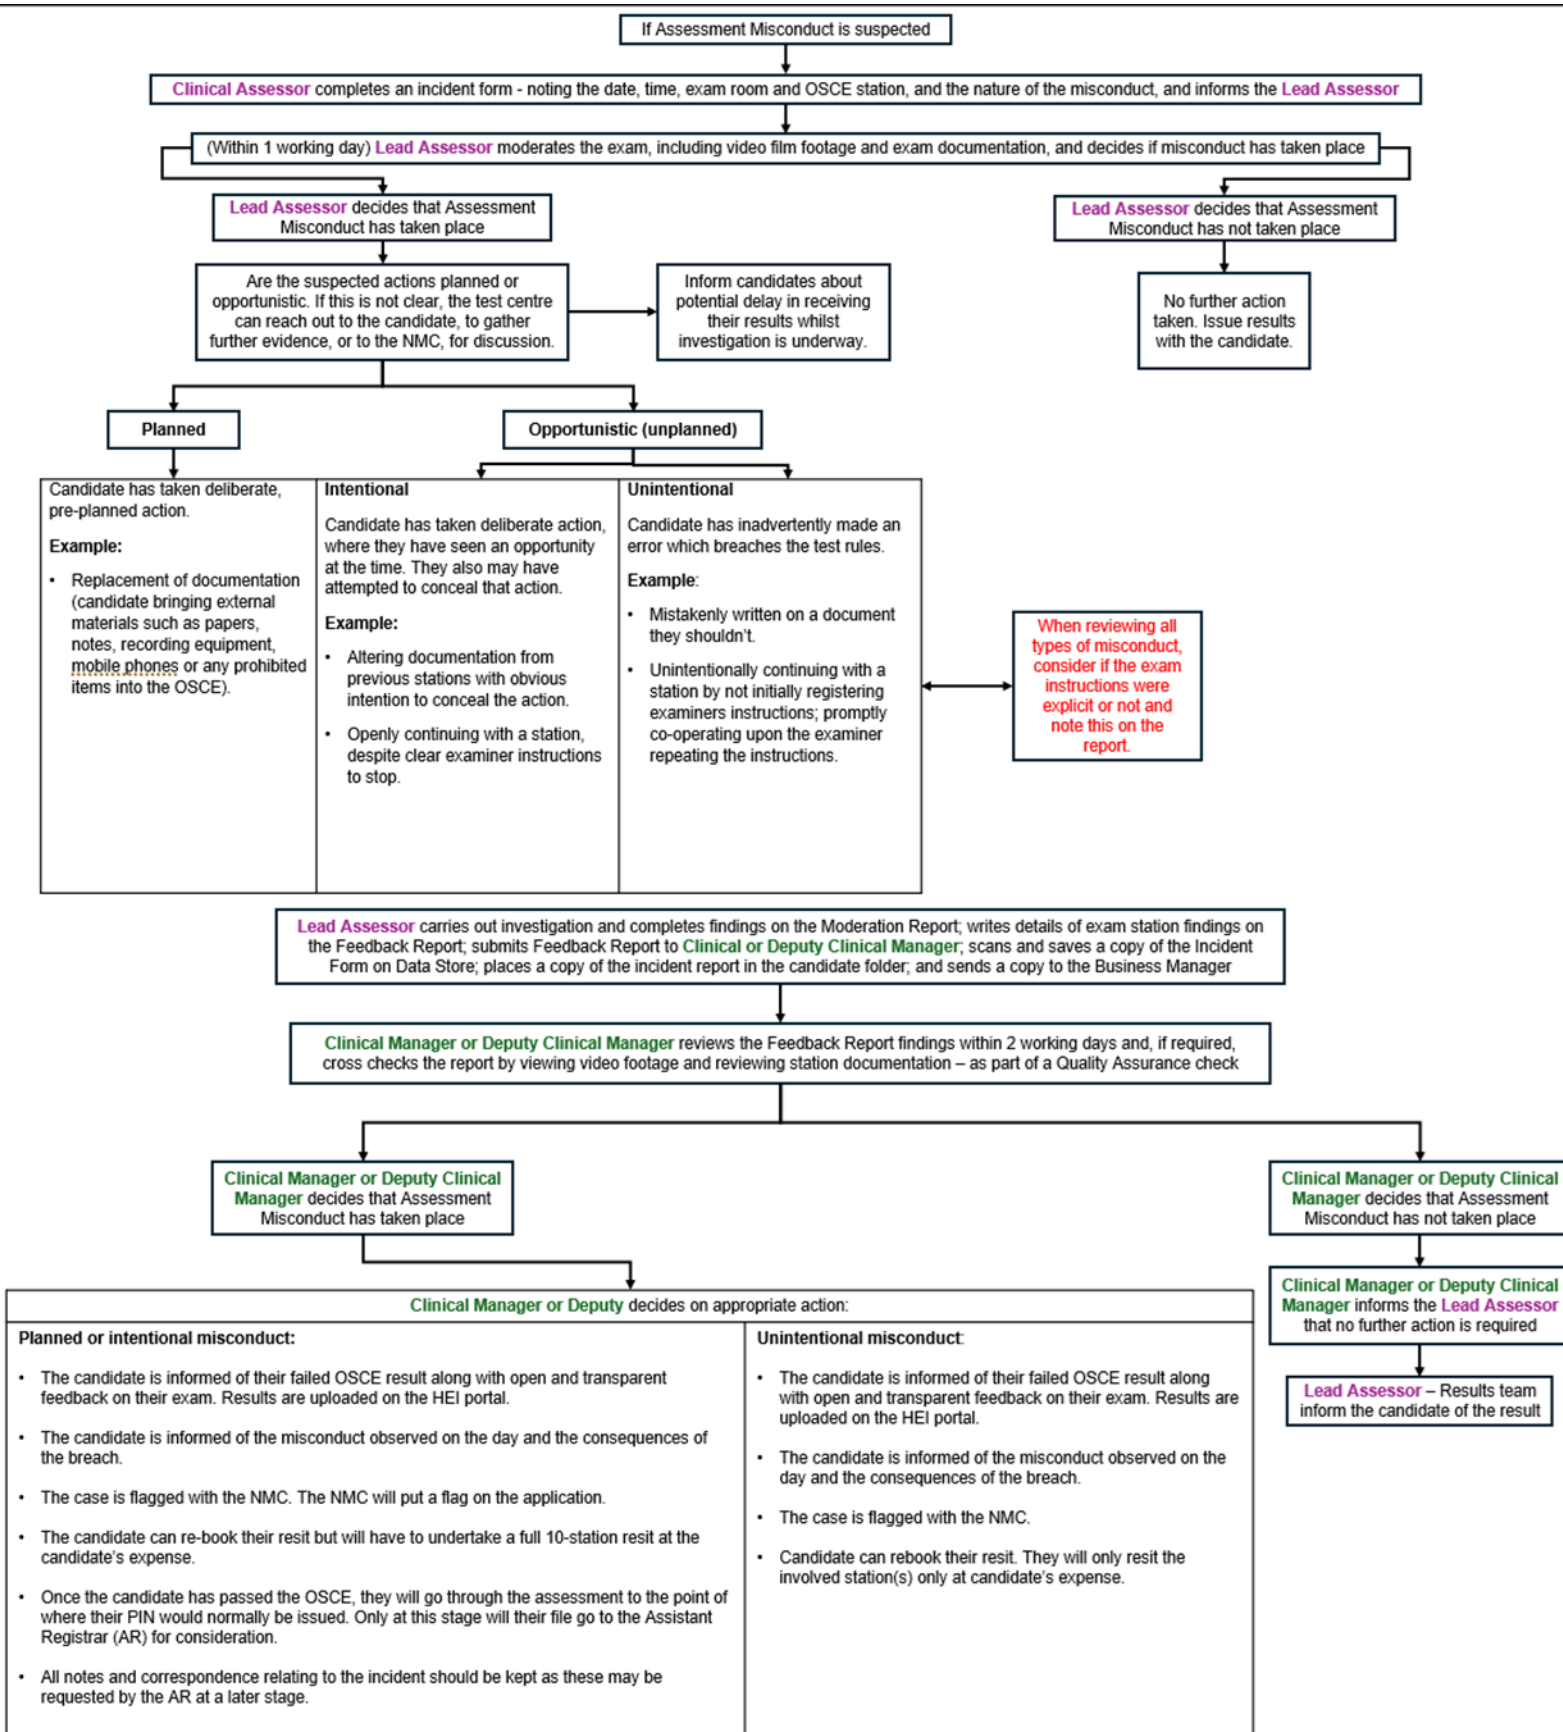 If Assessment Misconduct is suspected
Clinical Assessor completes an incident form - noting the date, time, exam room and OSCE station, and the nature of the misconduct, and informs the Lead Assessor
(Within 1 working day) Lead Assessor moderates the exam, including video film footage and exam documentation, and decides if misconduct has taken place
Lead Assessor decides that Assessment
Misconduct has taken place
Lead Assessor decides that Assessment
Misconduct has not taken place
Are the suspected actions planned or
opportunistic. If this is not clear, the test centre
can reach out to the candidate, to gather
further evidence, or to the NMC, for discussion.
Inform candidates about
potential delay in receiving
their results whilst
investigation is underway.
No further action
taken. Issue results
with the candidate.
Planned
Opportunistic (unplanned)
Candidate has taken deliberate,
pre-planned action.
Example:
• Replacement of documentation
(candidate bringing external
materials such as papers,
notes, recording equipment,
mobile phones or any prohibited
items into the OSCE).
Intentional
Candidate has taken deliberate action,
where they have seen an opportunity
at the time. They also may have
attempted to conceal that action.
Example:
• Altering documentation from
previous stations with obvious
intention to conceal the action.
• Openly continuing with a station,
despite clear examiner instructions
to stop.
Unintentional
Candidate has inadvertently made an
error which breaches the test rules.
Example:
• Mistakenly written on a document
they shouldn't.
• Unintentionally continuing with a
station by not initially registering
examiners instructions; promptly
co-operating upon the examiner
repeating the instructions.
When reviewing all
types of misconduct,
consider if the exam
instructions were
explicit or not and
note this on the
report.
Lead Assessor carries out investigation and completes findings on the Moderation Report; writes details of exam station findings on
the Feedback Report; submits Feedback Report to Clinical or Deputy Clinical Manager; scans and saves a copy of the Incident
Form on Data Store; places a copy of the incident report in the candidate folder; and sends a copy to the Business Manager
Clinical Manager or Deputy Clinical Manager reviews the Feedback Report findings within 2 working days and, if required,
cross checks the report by viewing video footage and reviewing station documentation – as part of a Quality Assurance check
Clinical Manager or Deputy Clinical
Manager decides that Assessment
Misconduct has taken place
Clinical Manager or Deputy Clinical
Manager decides that Assessment
Misconduct has not taken place
Clinical Manager or Deputy Clinical
Manager informs the Lead Assessor
that no further action is required
Lead Assessor – Results team
inform the candidate of the result
Clinical Manager or Deputy decides on appropriate action:
Planned or intentional misconduct:
• The candidate is informed of their failed OSCE result along with open and transparent
feedback on their exam. Results are uploaded on the HEI portal.
• The candidate is informed of the misconduct observed on the day and the consequences of
the breach.
• The case is flagged with the NMC. The NMC will put a flag on the application.
• The candidate can re-book their resit but will have to undertake a full 10-station resit at the
candidate's expense.
• Once the candidate has passed the OSCE, they will go through the assessment to the point of
where their PIN would normally be issued. Only at this stage will their file go to the Assistant
Registrar (AR) for consideration.
• All notes and correspondence relating to the incident should be kept as these may be
requested by the AR at a later stage.
Unintentional misconduct:
• The candidate is informed of their failed OSCE result along
with open and transparent feedback on their exam. Results are
uploaded on the HEI portal.
• The candidate is informed of the misconduct observed on the
day and the consequences of the breach.
• The case is flagged with the NMC.
• Candidate can rebook their resit. They will only resit the
involved station(s) only at candidate's expense.